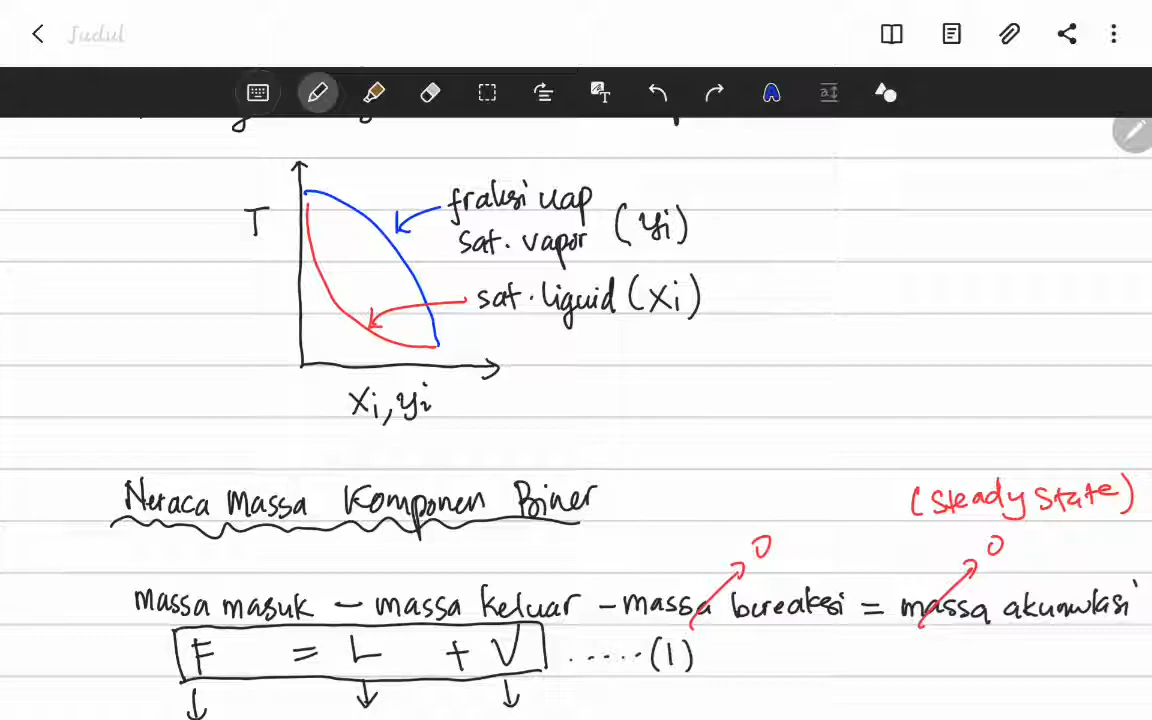 Judul
T
fraksi uap
sat. vapor (yi)
sat. liquid (Xi)
Xi, yi
Neraca Massa Komponen Biner
(Steady State)
0
0
massa masuk - massa keluar - massa bereaksi = massa akumulasi
F = L + V ...... (1)